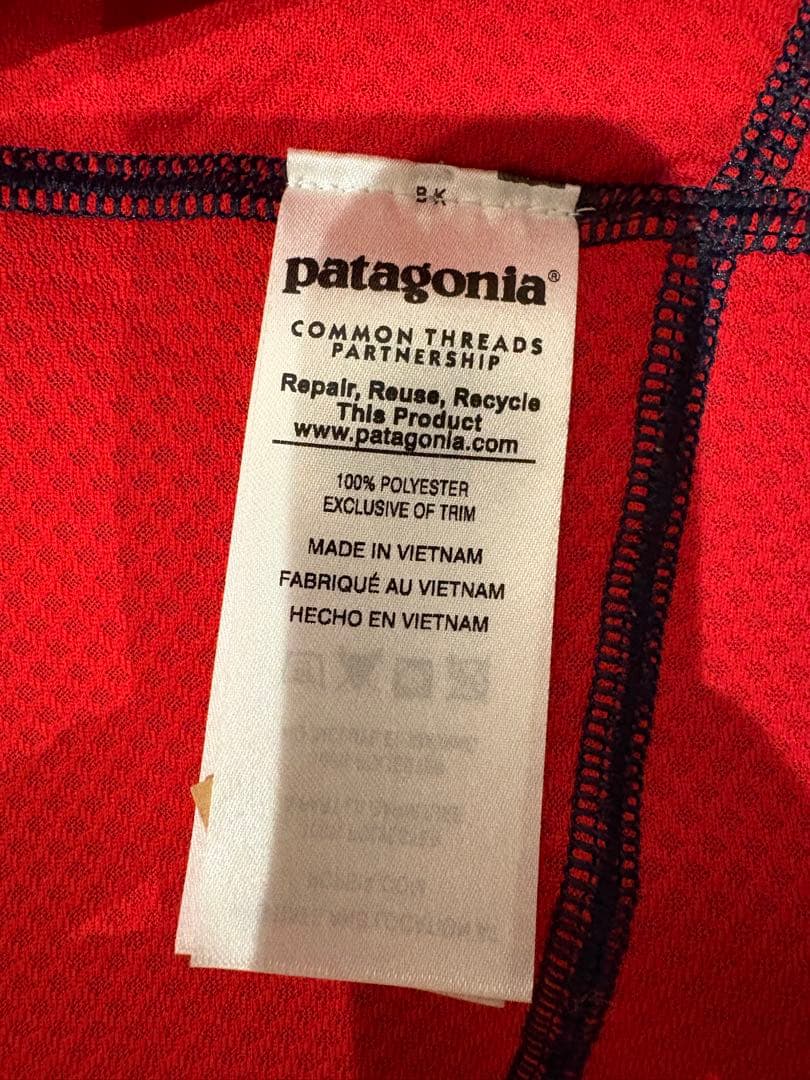 BK
patagonia®
COMMON THREADS
PARTNERSHIP
Repair, Reuse, Recycle
This Product
www.patagonia.com
100% POLYESTER
EXCLUSIVE OF TRIM
MADE IN VIETNAM
FABRIQUÉ AU VIETNAM
HECHO EN VIETNAM